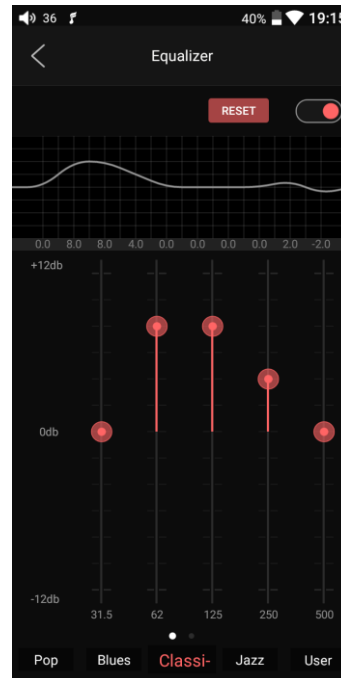 36 40% 19:15
Equalizer
RESET
0.0 8.0 8.0 4.0 0.0 0.0 0.0 0.0 2.0 -2.0
+12db
0db
-12db
31.5 62 125 250 500
Pop Blues Classi- Jazz User